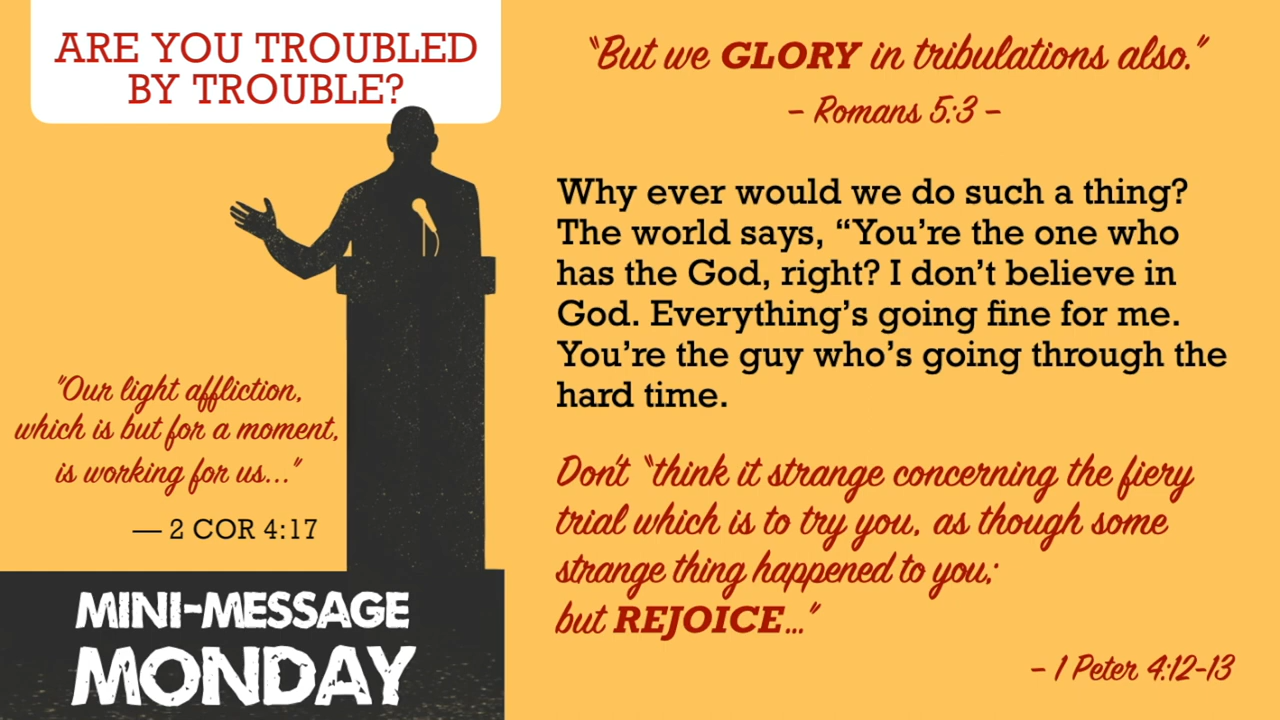 ARE YOU TROUBLED
BY TROUBLE?
"Our light affliction,
which is but for a moment,
is working for us..."
— 2 COR 4:17
MINI-MESSAGE
MONDAY
"But we GLORY in tribulations also."
– Romans 5:3 –
Why ever would we do such a thing?
The world says, “You’re the one who
has the God, right? I don’t believe in
God. Everything’s going fine for me.
You’re the guy who’s going through the
hard time.
Don't "think it strange concerning the fiery
trial which is to try you, as though some
strange thing happened to you;
but REJOICE..."
– 1 Peter 4:12-13